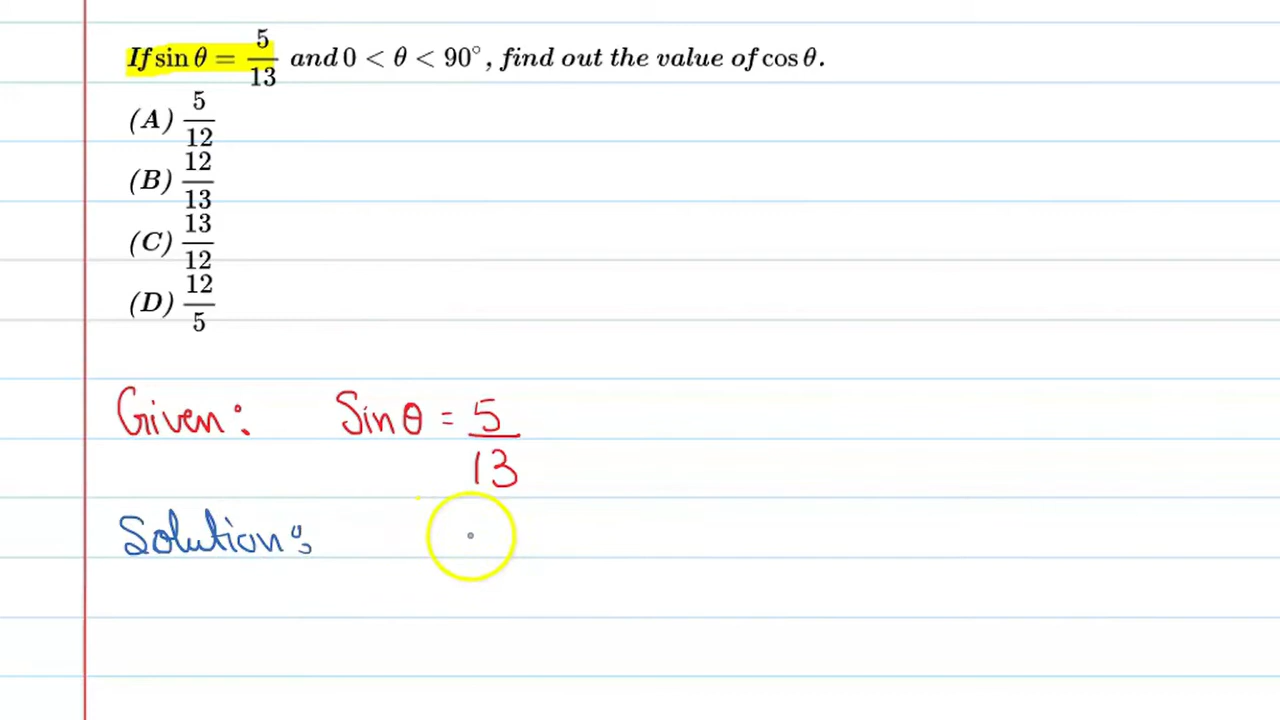 If sin θ = 5/13 and 0 < θ < 90°, find out the value of cos θ.
(A) 5/12
(B) 12/13
(C) 13/12
(D) 12/5
Given: Sin θ = 5/13
Solution: